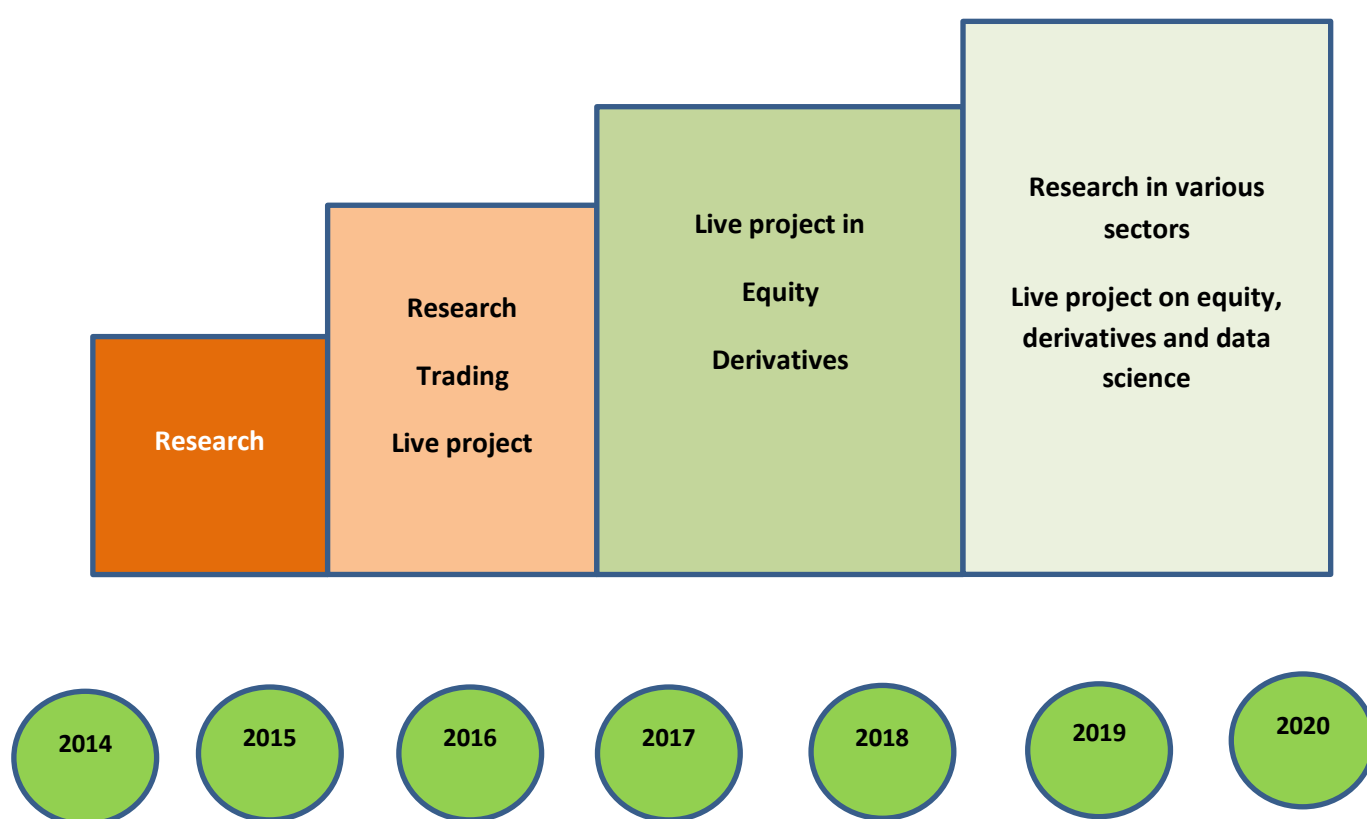 Research
Research
Trading
Live project
Live project in
Equity
Derivatives
Research in various
sectors
Live project on equity,
derivatives and data
science
2014
2015
2016
2017
2018
2019
2020